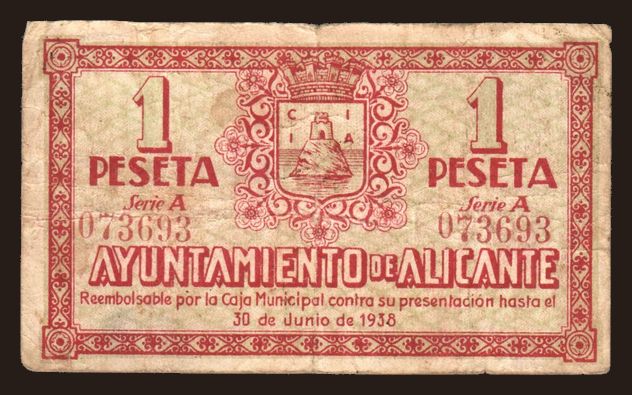 1 1
PESETA PESETA
Serie A Serie A
073693 073693
C I
I A
AYUNTAMIENTO DE ALICANTE
Reembolsable por la Caja Municipal contra su presentación hasta el
30 de Junio de 1938